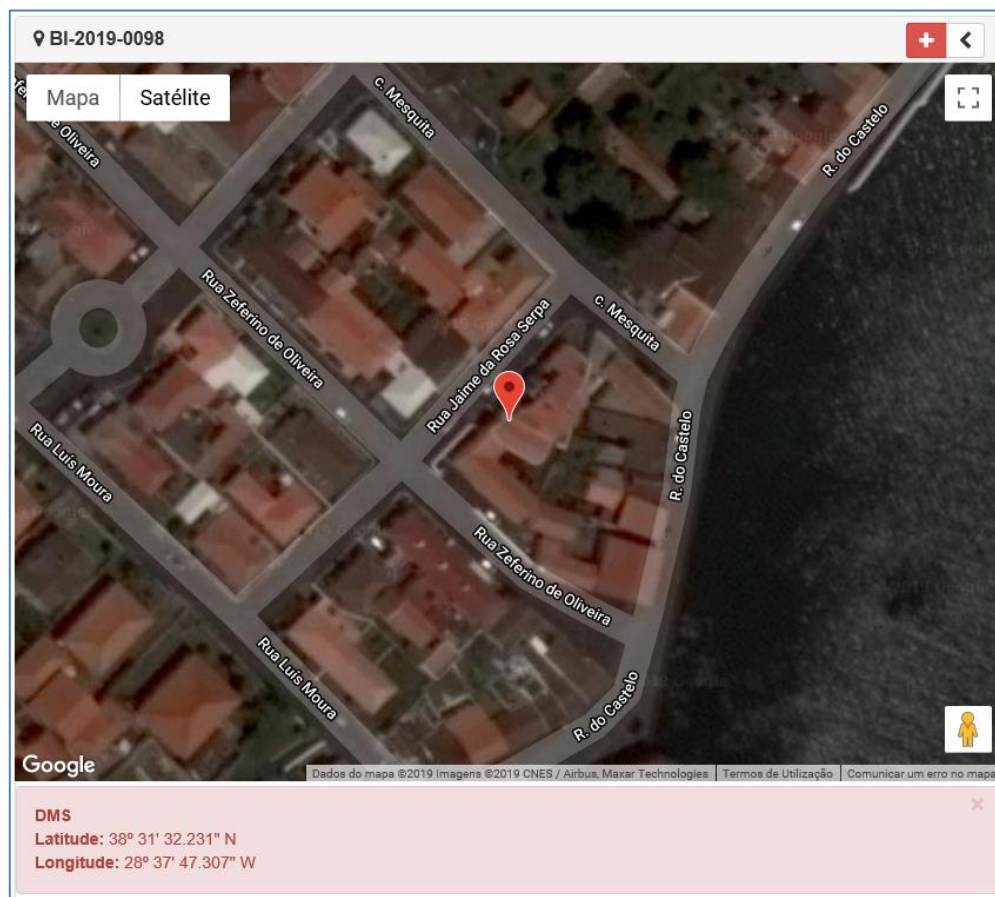 BI-2019-0098
Mapa
Satélite
de Oliveira
c. Mesquita
R. do Castelo
Rua Zeferino de Oliveira
Rua Jaime da Rosa Serpa
c. Mesquita
Rua Luís Moura
R. do Castelo
Rua Zeferino de Oliveira
Rua Luís Moura
R. do Castelo
Google
Dados do mapa ©2019 Imagens ©2019 CNES / Airbus, Maxar Technologies
Termos de Utilização
Comunicar um erro no mapa
DMS
Latitude: 38º 31' 32.231" N
Longitude: 28º 37' 47.307" W